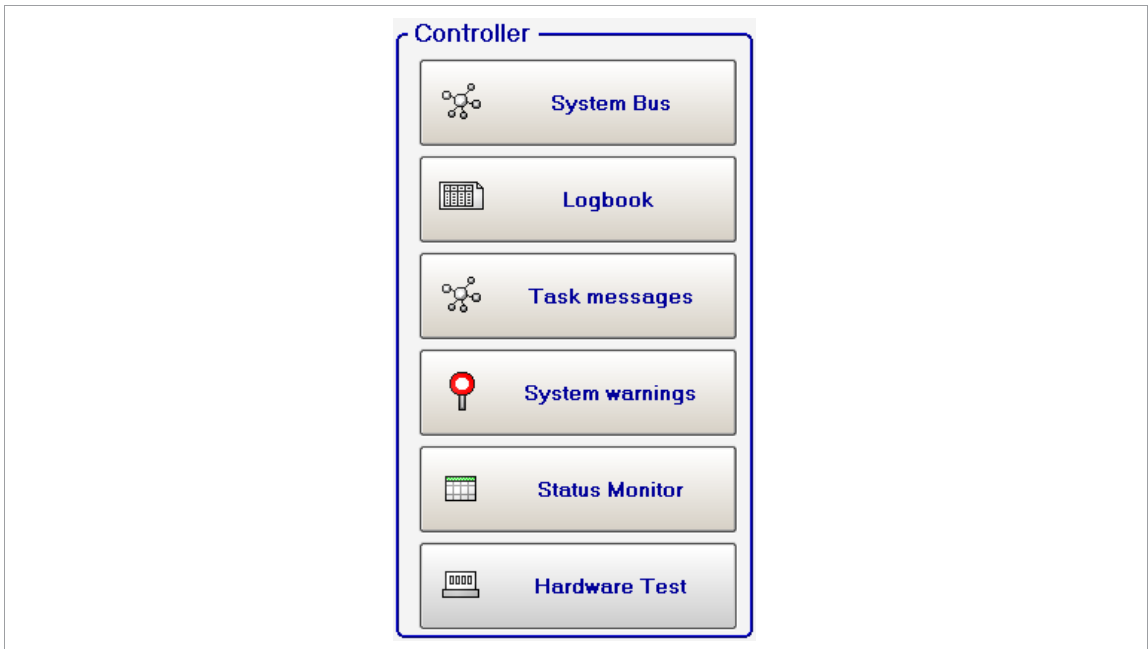 Controller
System Bus
Logbook
Task messages
System warnings
Status Monitor
Hardware Test